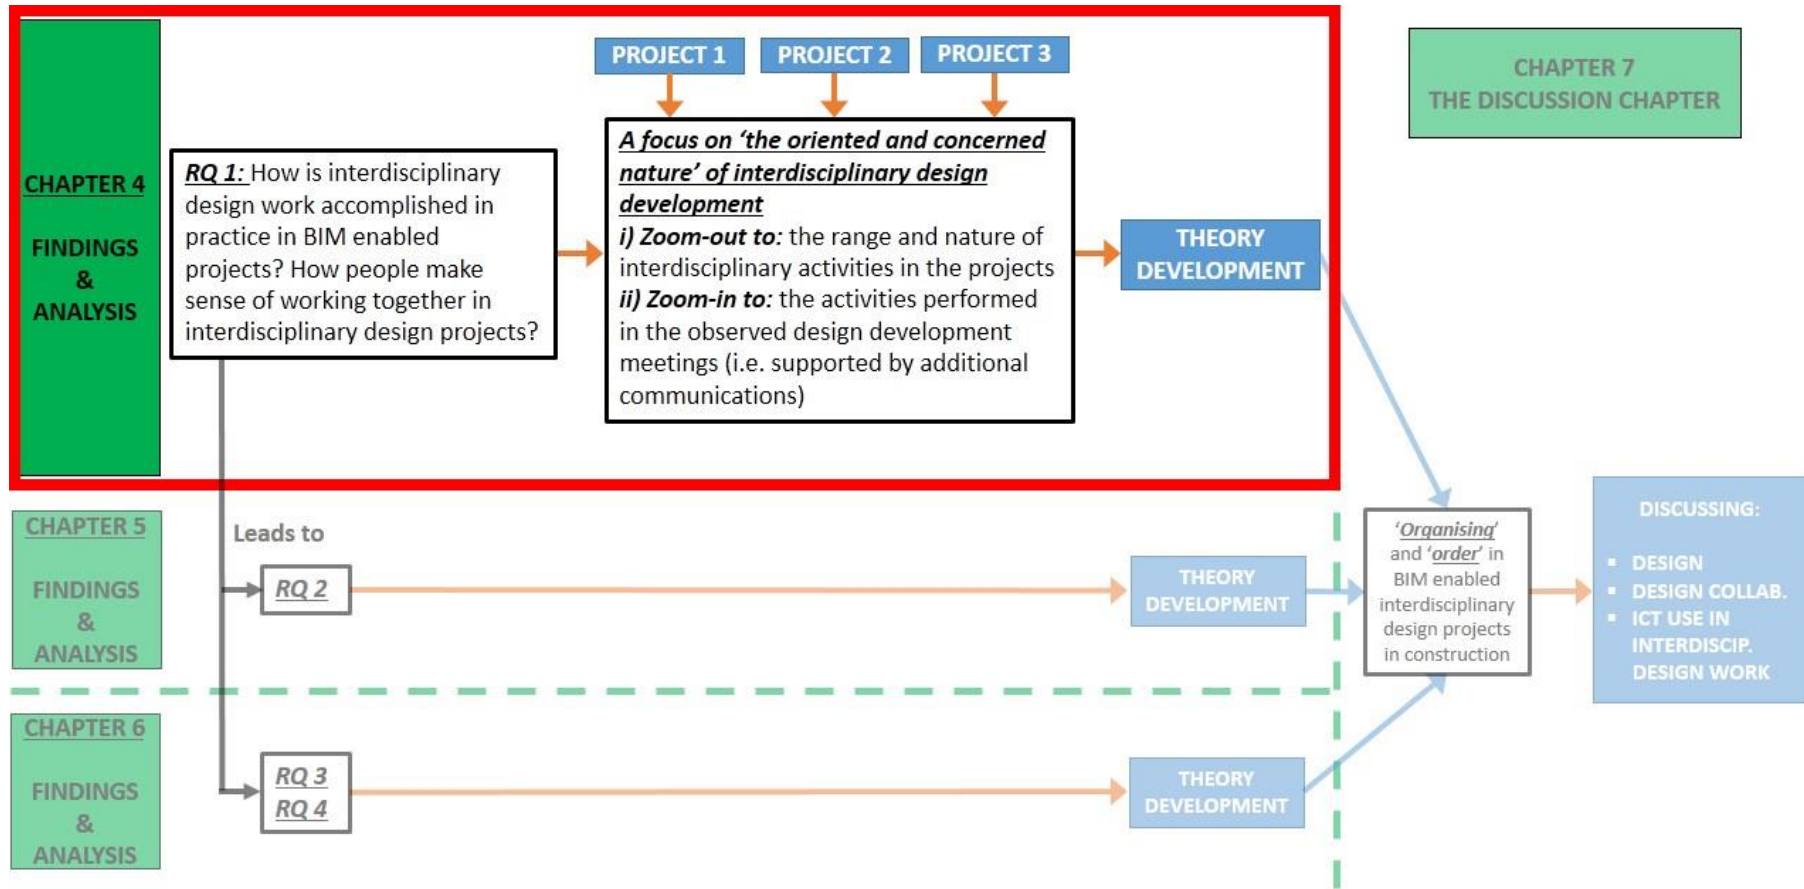 CHAPTER 4
FINDINGS
&
ANALYSIS
RQ 1: How is interdisciplinary
design work accomplished in
practice in BIM enabled
projects? How people make
sense of working together in
interdisciplinary design projects?
PROJECT 1
PROJECT 2
PROJECT 3
A focus on ‘the oriented and concerned
nature’ of interdisciplinary design
development
i) Zoom-out to: the range and nature of
interdisciplinary activities in the projects
ii) Zoom-in to: the activities performed
in the observed design development
meetings (i.e. supported by additional
communications)
THEORY
DEVELOPMENT
CHAPTER 7
THE DISCUSSION CHAPTER
CHAPTER 5
FINDINGS
&
ANALYSIS
Leads to
RQ 2
THEORY
DEVELOPMENT
CHAPTER 6
FINDINGS
&
ANALYSIS
RQ 3
RQ 4
THEORY
DEVELOPMENT
‘Organising’
and ‘order’ in
BIM enabled
interdisciplinary
design projects
in construction
DISCUSSING:
▪ DESIGN
▪ DESIGN COLLAB.
▪ ICT USE IN
INTERDISCIP.
DESIGN WORK